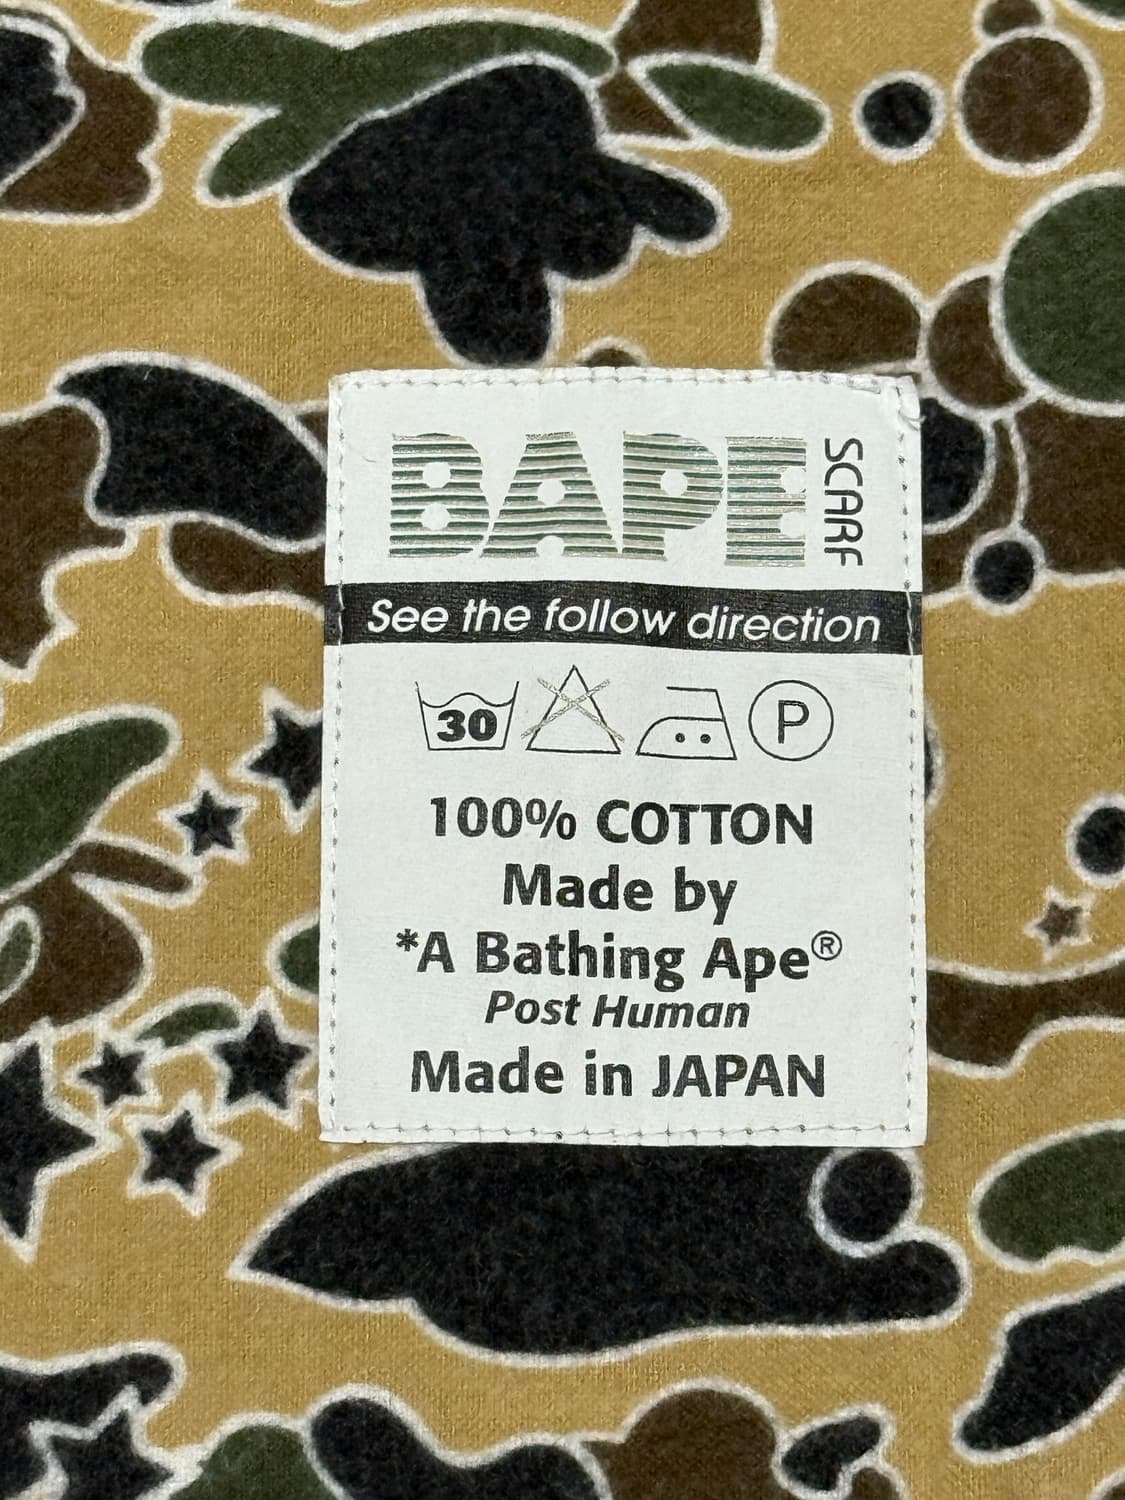 BAPE SCARF
See the follow direction
30 P
100% COTTON
Made by
*A Bathing Ape®
Post Human
Made in JAPAN